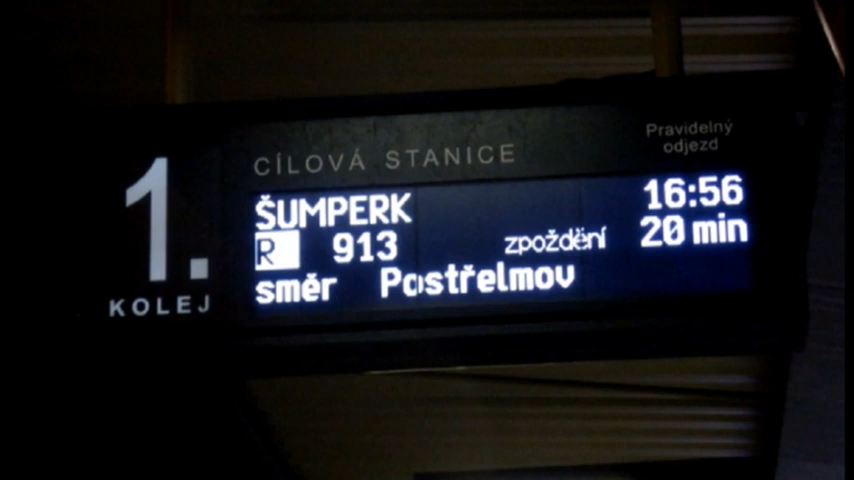 1.
KOLEJ
CÍLOVÁ STANICE
Pravidelný
odjezd
ŠUMPERK 16:56
R 913 zpoždění 20 min
směr Postřelmov